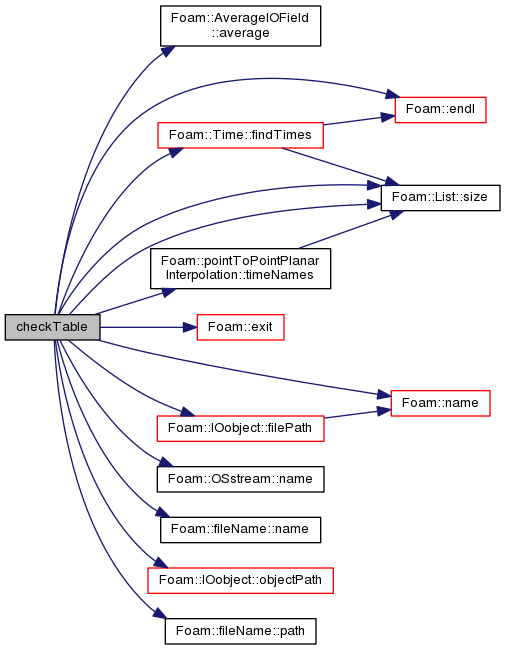 Foam::AverageIOField
::average
Foam::endl
Foam::Time::findTimes
Foam::List::size
Foam::pointToPointPlanar
Interpolation::timeNames
checkTable
Foam::exit
Foam::name
Foam::IOobject::filePath
Foam::OSstream::name
Foam::fileName::name
Foam::IOobject::objectPath
Foam::fileName::path